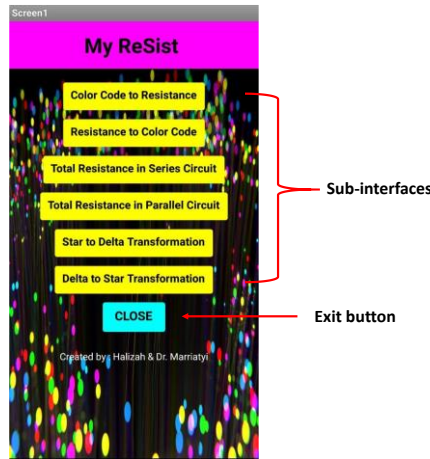 Screen1
My ReSist
Color Code to Resistance
Resistance to Color Code
Total Resistance in Series Circuit
Sub-interfaces
Total Resistance in Parallel Circuit
Star to Delta Transformation
Delta to Star Transformation
CLOSE
Exit button
Created by : Halizah & Dr. Marriatyi